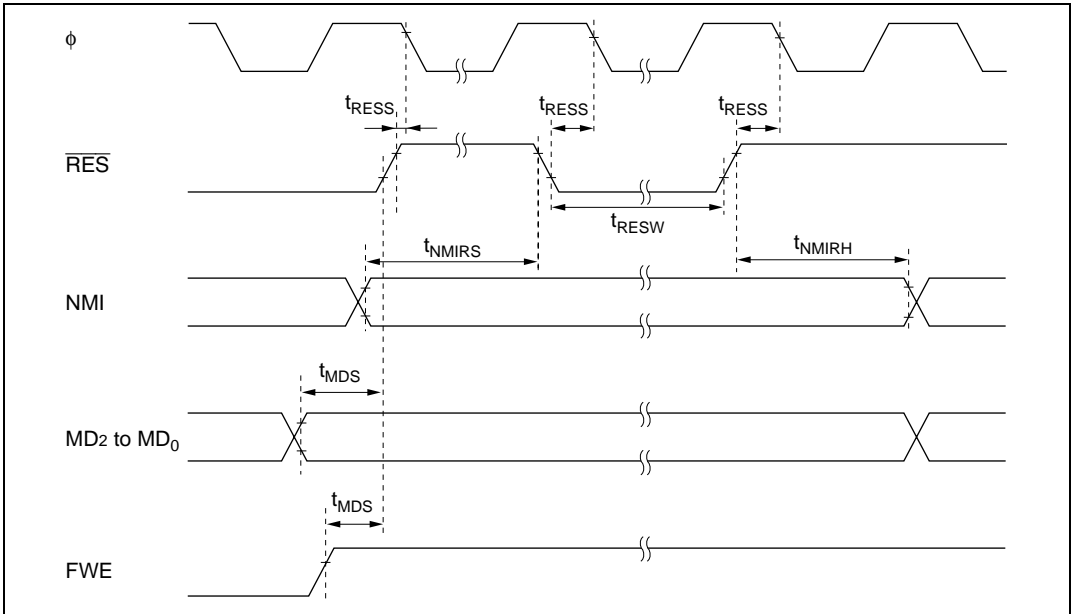 ϕ
tRESS
tRESS
tRESS
RES
tRESW
tNMIRS
tNMIRH
NMI
tMDS
MD2 to MD0
tMDS
FWE